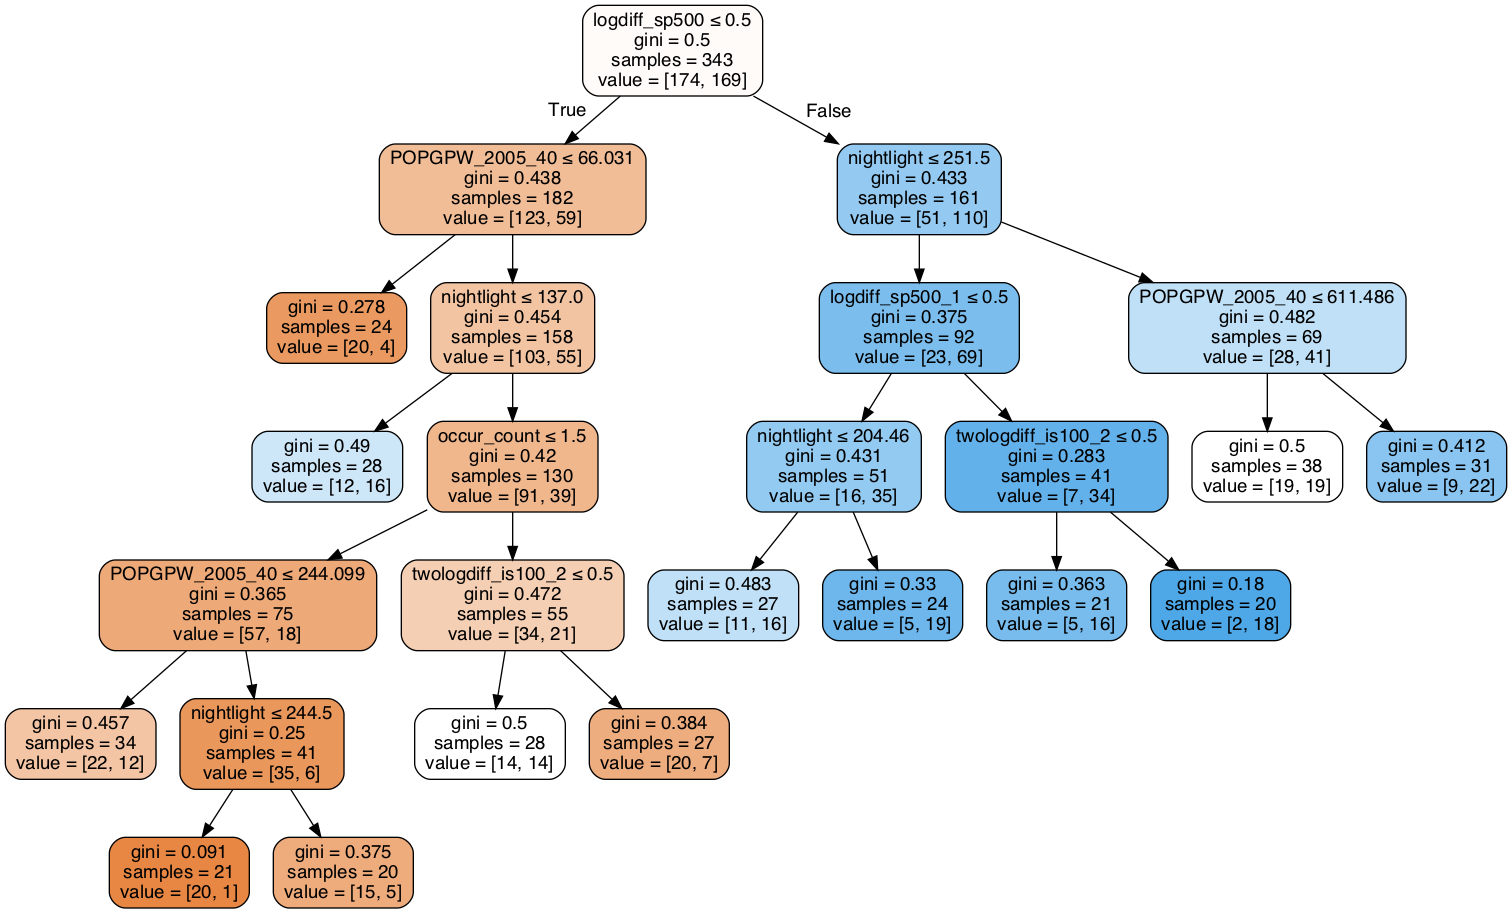 logdiff_sp500 ≤ 0.5
gini = 0.5
samples = 343
value = [174, 169]
True
False
POPGPW_2005_40 ≤ 66.031
gini = 0.438
samples = 182
value = [123, 59]
nightlight ≤ 251.5
gini = 0.433
samples = 161
value = [51, 110]
gini = 0.278
samples = 24
value = [20, 4]
nightlight ≤ 137.0
gini = 0.454
samples = 158
value = [103, 55]
logdiff_sp500_1 ≤ 0.5
gini = 0.375
samples = 92
value = [23, 69]
POPGPW_2005_40 ≤ 611.486
gini = 0.482
samples = 69
value = [28, 41]
gini = 0.49
samples = 28
value = [12, 16]
occur_count ≤ 1.5
gini = 0.42
samples = 130
value = [91, 39]
nightlight ≤ 204.46
gini = 0.431
samples = 51
value = [16, 35]
twologdiff_is100_2 ≤ 0.5
gini = 0.283
samples = 41
value = [7, 34]
gini = 0.5
samples = 38
value = [19, 19]
gini = 0.412
samples = 31
value = [9, 22]
POPGPW_2005_40 ≤ 244.099
gini = 0.365
samples = 75
value = [57, 18]
twologdiff_is100_2 ≤ 0.5
gini = 0.472
samples = 55
value = [34, 21]
gini = 0.483
samples = 27
value = [11, 16]
gini = 0.33
samples = 24
value = [5, 19]
gini = 0.363
samples = 21
value = [5, 16]
gini = 0.18
samples = 20
value = [2, 18]
gini = 0.457
samples = 34
value = [22, 12]
nightlight ≤ 244.5
gini = 0.25
samples = 41
value = [35, 6]
gini = 0.5
samples = 28
value = [14, 14]
gini = 0.384
samples = 27
value = [20, 7]
gini = 0.091
samples = 21
value = [20, 1]
gini = 0.375
samples = 20
value = [15, 5]